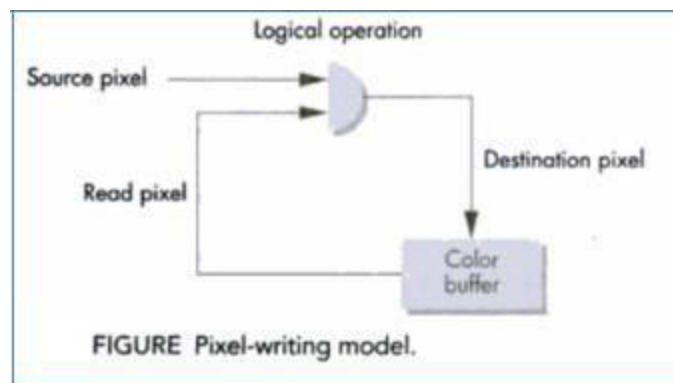 Logical operation
Source pixel
Destination pixel
Read pixel
Color
buffer
FIGURE Pixel-writing model.